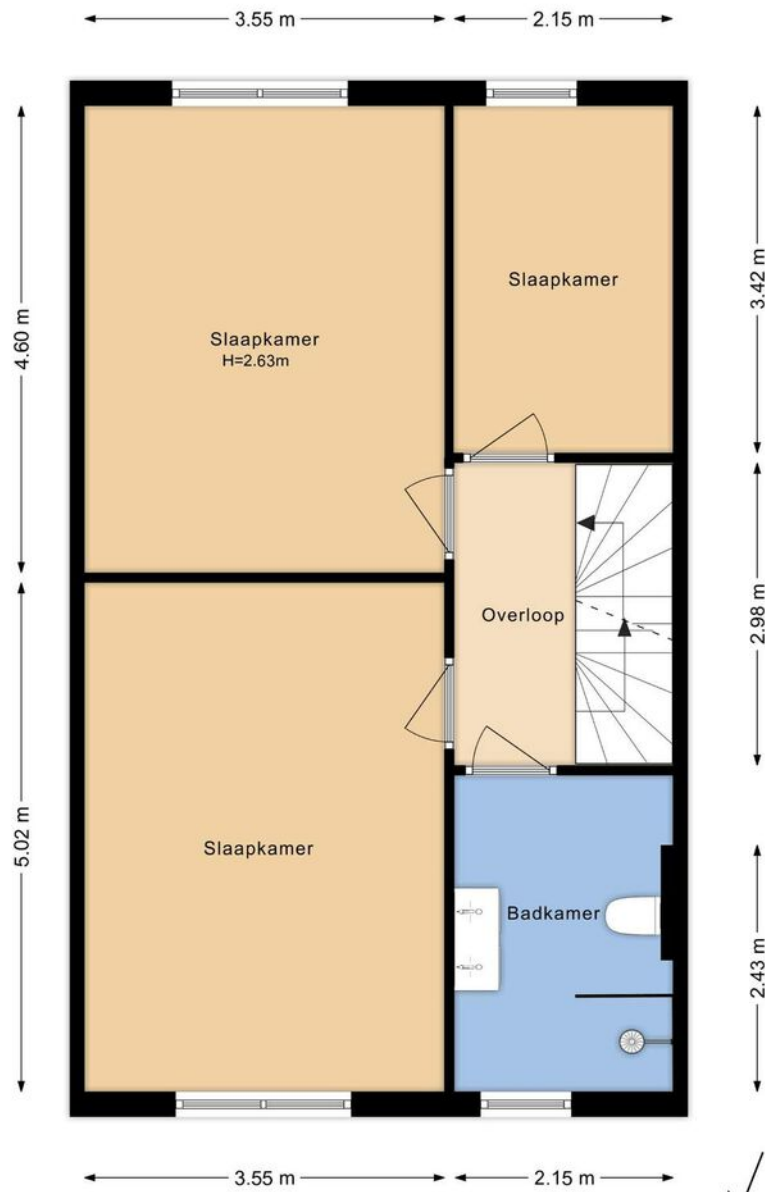 3.55 m
2.15 m
4.60 m
3.42 m
Slaapkamer
Slaapkamer
H=2.63m
2.98 m
Overloop
5.02 m
Slaapkamer
Badkamer
2.43 m
3.55 m
2.15 m